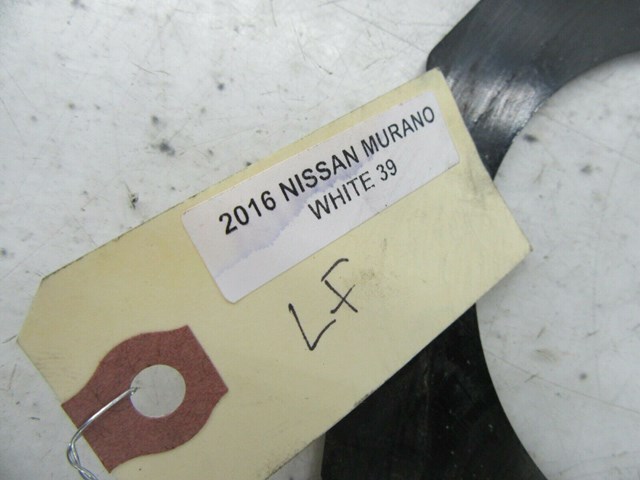 2016 NISSAN MURANO
WHITE 39
LF